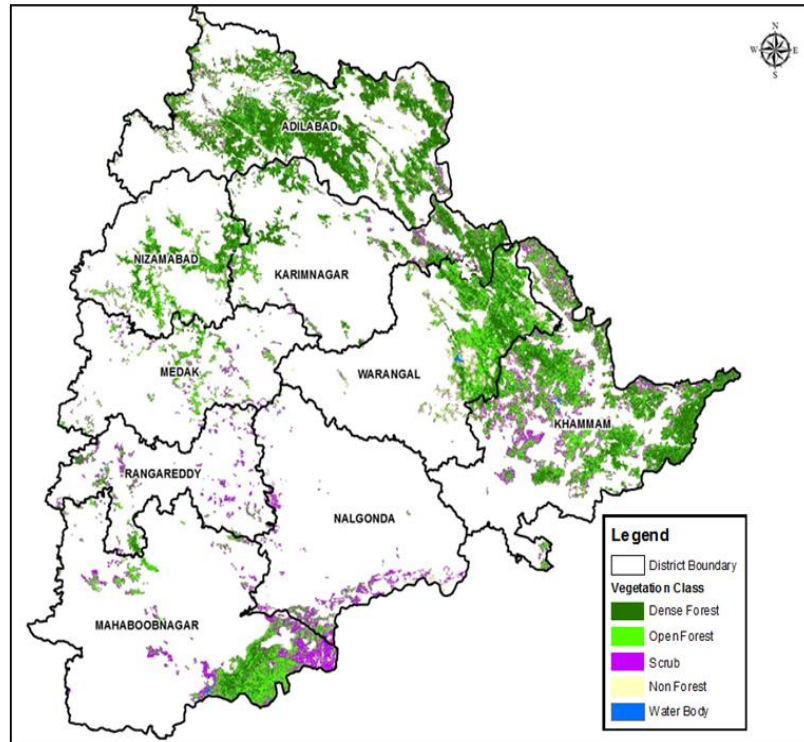 N
W E
S
ADILABAD
NIZAMABAD
KARIMNAGAR
MEDAK
WARANGAL
KHAMMAM
RANGAREDDY
NALGONDA
MAHABOOBNAGAR
Legend
District Boundary
Vegetation Class
Dense Forest
Open Forest
Scrub
Non Forest
Water Body